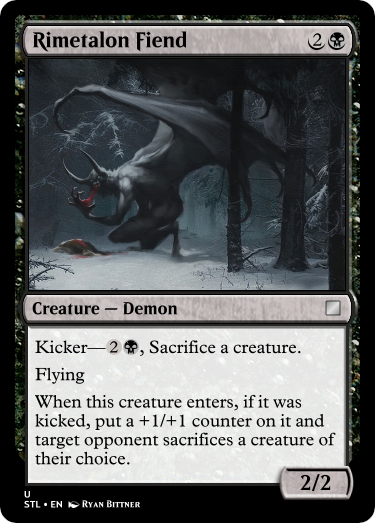 Rimetalon Fiend 2
Creature — Demon
Kicker—2, Sacrifice a creature.
Flying
When this creature enters, if it was
kicked, put a +1/+1 counter on it and
target opponent sacrifices a creature of
their choice.
2/2
U
STL • EN Ryan Bittner